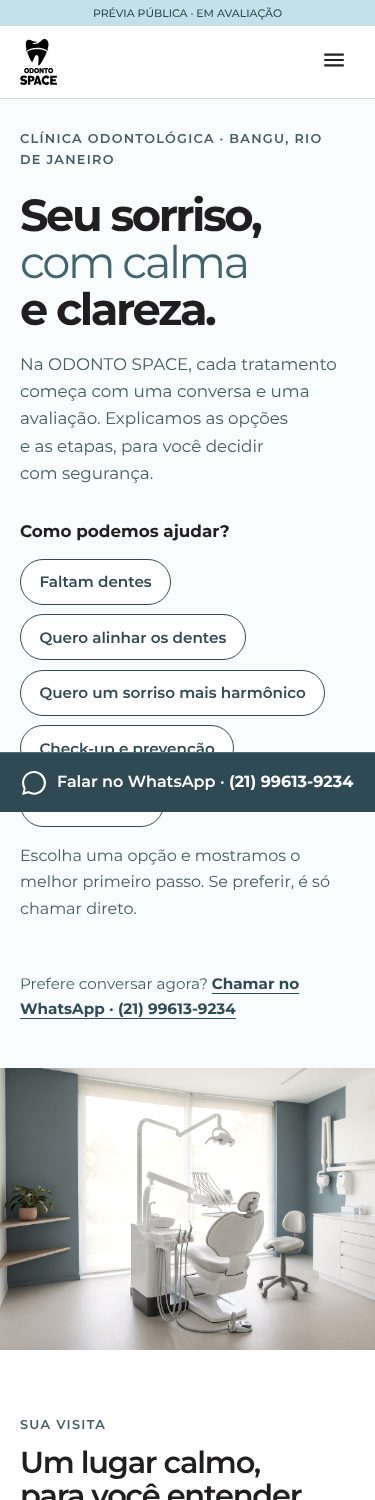 PRÉVIA PÚBLICA · EM AVALIAÇÃO
ODONTO
SPACE
CLÍNICA ODONTOLÓGICA · BANGU, RIO
DE JANEIRO
Seu sorriso,
com calma
e clareza.
Na ODONTO SPACE, cada tratamento
começa com uma conversa e uma
avaliação. Explicamos as opções
e as etapas, para você decidir
com segurança.
Como podemos ajudar?
Faltam dentes
Quero alinhar os dentes
Quero um sorriso mais harmônico
Check-up e prevenção
Falar no WhatsApp · (21) 99613-9234
Escolha uma opção e mostramos o
melhor primeiro passo. Se preferir, é só
chamar direto.
Prefere conversar agora? Chamar no
WhatsApp · (21) 99613-9234
SUA VISITA
Um lugar calmo,
para você entender